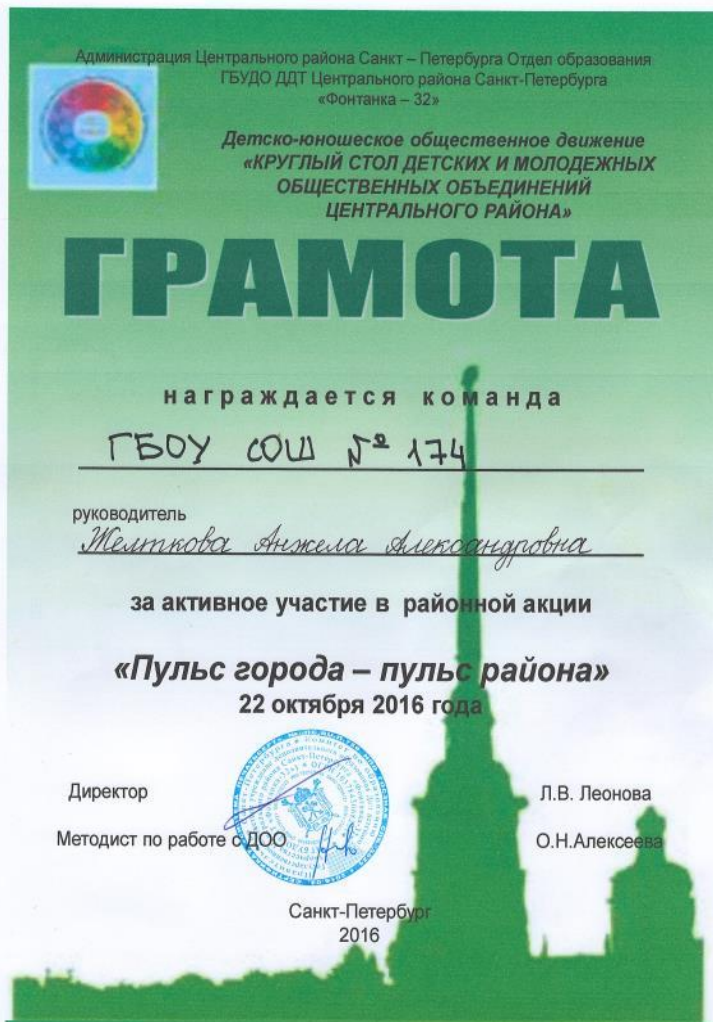 Администрация Центрального района Санкт – Петербурга Отдел образования
ГБУДО ДДТ Центрального района Санкт-Петербурга
«Фонтанка – 32»
Детско-юношеское общественное движение
«КРУГЛЫЙ СТОЛ ДЕТСКИХ И МОЛОДЕЖНЫХ
ОБЩЕСТВЕННЫХ ОБЪЕДИНЕНИЙ
ЦЕНТРАЛЬНОГО РАЙОНА»
ГРАМОТА
награждается команда
ГБОУ СОШ № 174
руководитель
Желткова Анжела Александровна
за активное участие в районной акции
«Пульс города – пульс района»
22 октября 2016 года
Директор
Л.В. Леонова
Методист по работе с ДОО
О.Н.Алексеева
Санкт-Петербург
2016